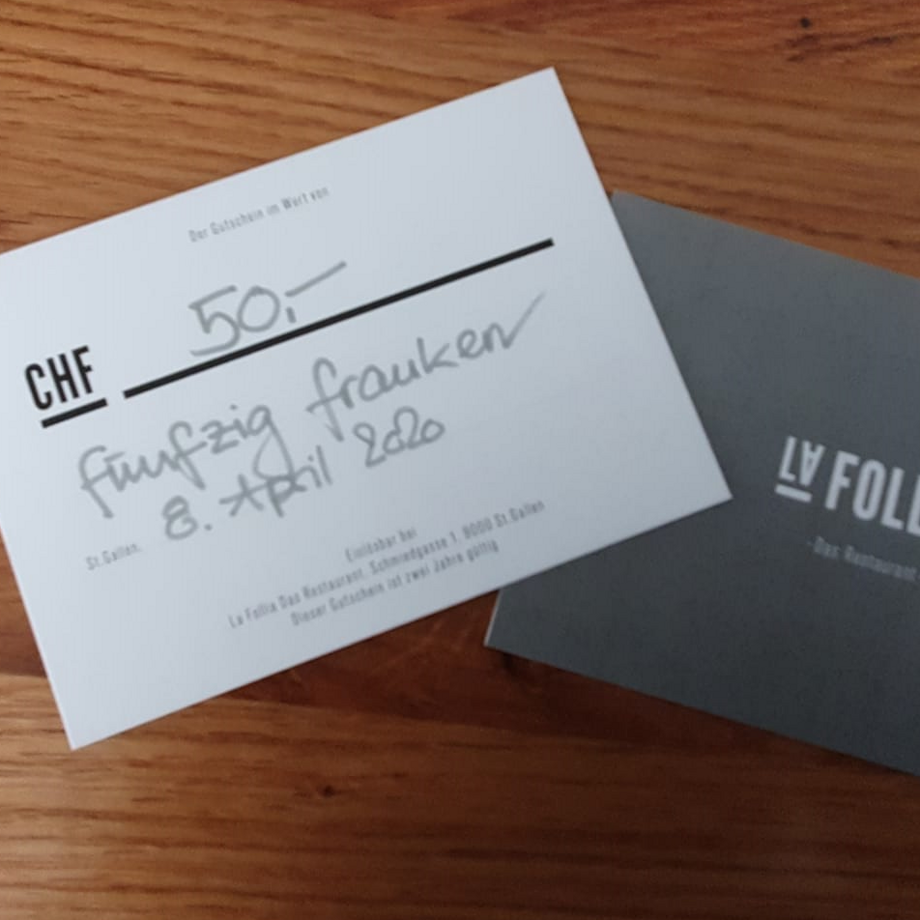 Der Gutschein im Wert von
CHF 50,–
fünfzig franken
St.Gallen, 8. April 2020
Einlösbar bei
La Follia Das Restaurant, Schmiedgasse 1, 9000 St.Gallen
Dieser Gutschein ist zwei Jahre gültig
LA FOLL
-Das Restaurant